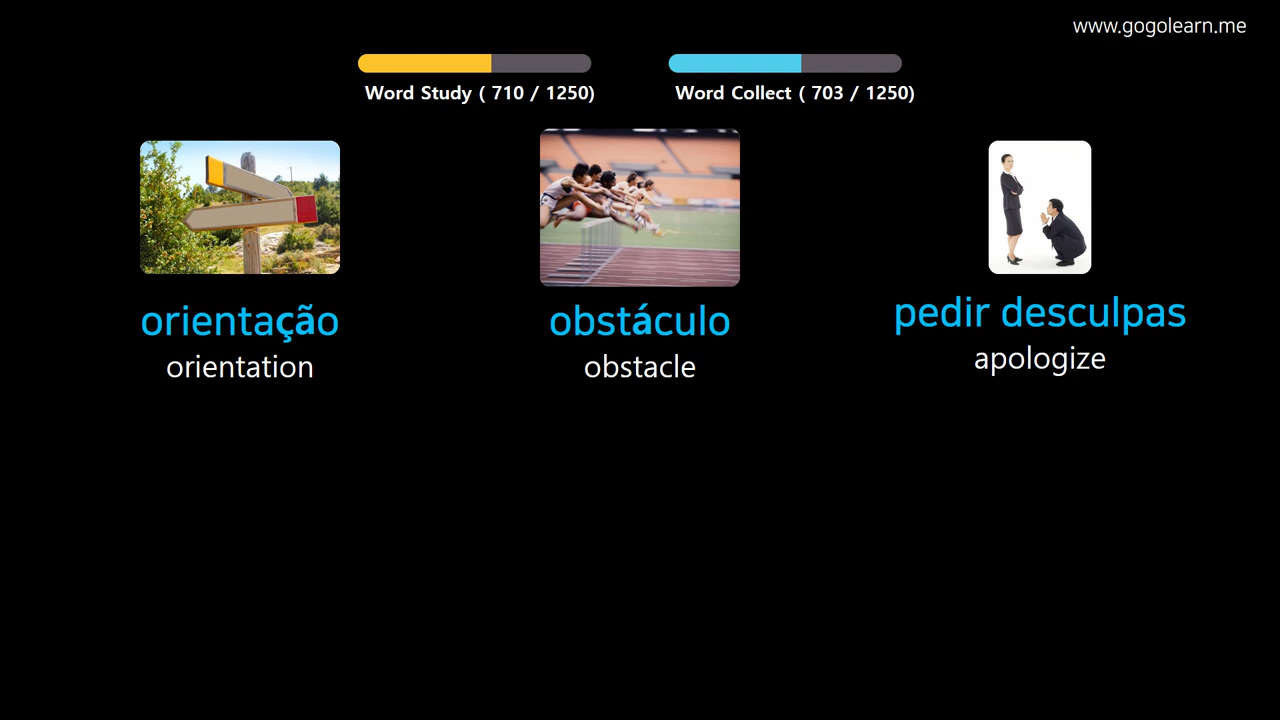 www.gogolearn.me
Word Study ( 710 / 1250)
Word Collect ( 703 / 1250)
orientação
orientation
obstáculo
obstacle
pedir desculpas
apologize